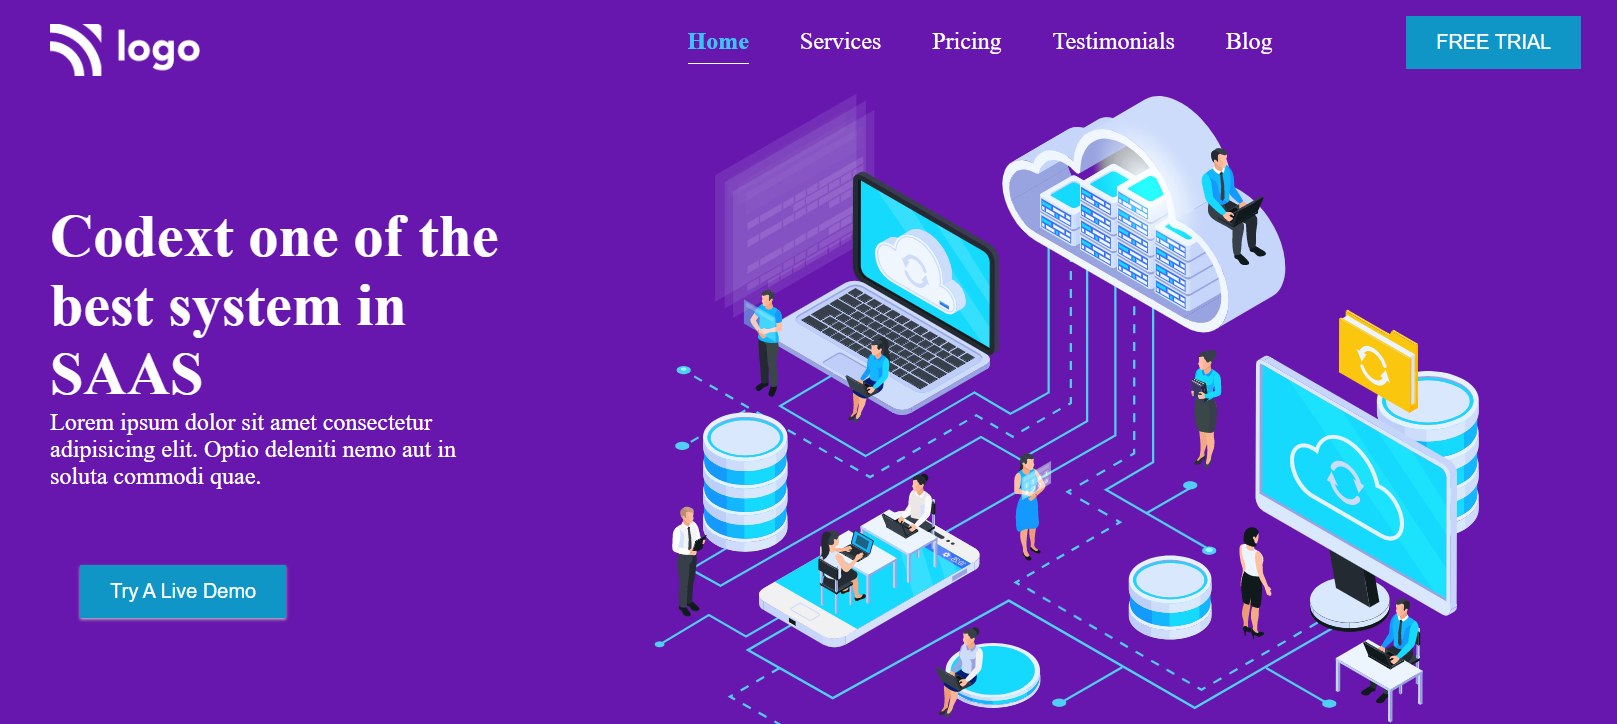 logo
Home Services Pricing Testimonials Blog
FREE TRIAL
Codext one of the
best system in
SAAS
Lorem ipsum dolor sit amet consectetur
adipisicing elit. Optio deleniti nemo aut in
soluta commodi quae.
Try A Live Demo